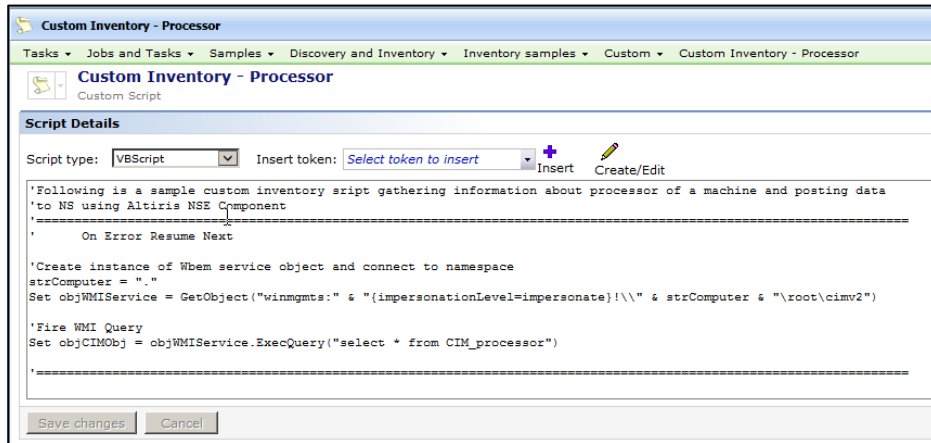 Custom Inventory - Processor
Tasks Jobs and Tasks Samples Discovery and Inventory Inventory samples Custom Custom Inventory - Processor
Custom Inventory - Processor
Custom Script
Script Details
Script type: VBScript Insert token: Select token to insert Insert Create/Edit
'Following is a sample custom inventory sript gathering information about processor of a machine and posting data
'to NS using Altiris NSE Component
'================================================================================================
'      On Error Resume Next
'Create instance of Wbem service object and connect to namespace
strComputer = "."
Set objWMIService = GetObject("winmgmts:" & "{impersonationLevel=impersonate}!\\" & strComputer & "\root\cimv2")
'Fire WMI Query
Set objCIMObj = objWMIService.ExecQuery("select * from CIM_processor")
'================================================================================================
Save changes Cancel